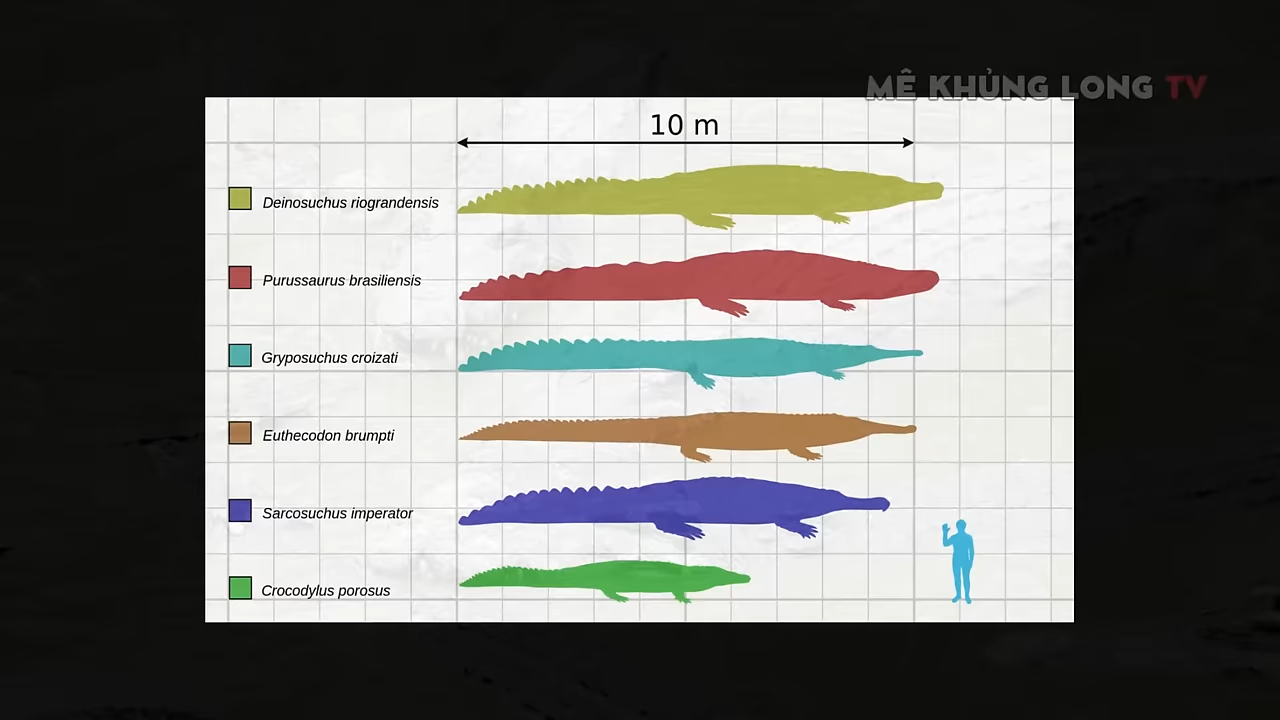 MÊ KHỦNG LONG TV
10 m
Deinosuchus riograndensis
Purussaurus brasiliensis
Gryposuchus croizati
Euthecodon brumpti
Sarcosuchus imperator
Crocodylus porosus